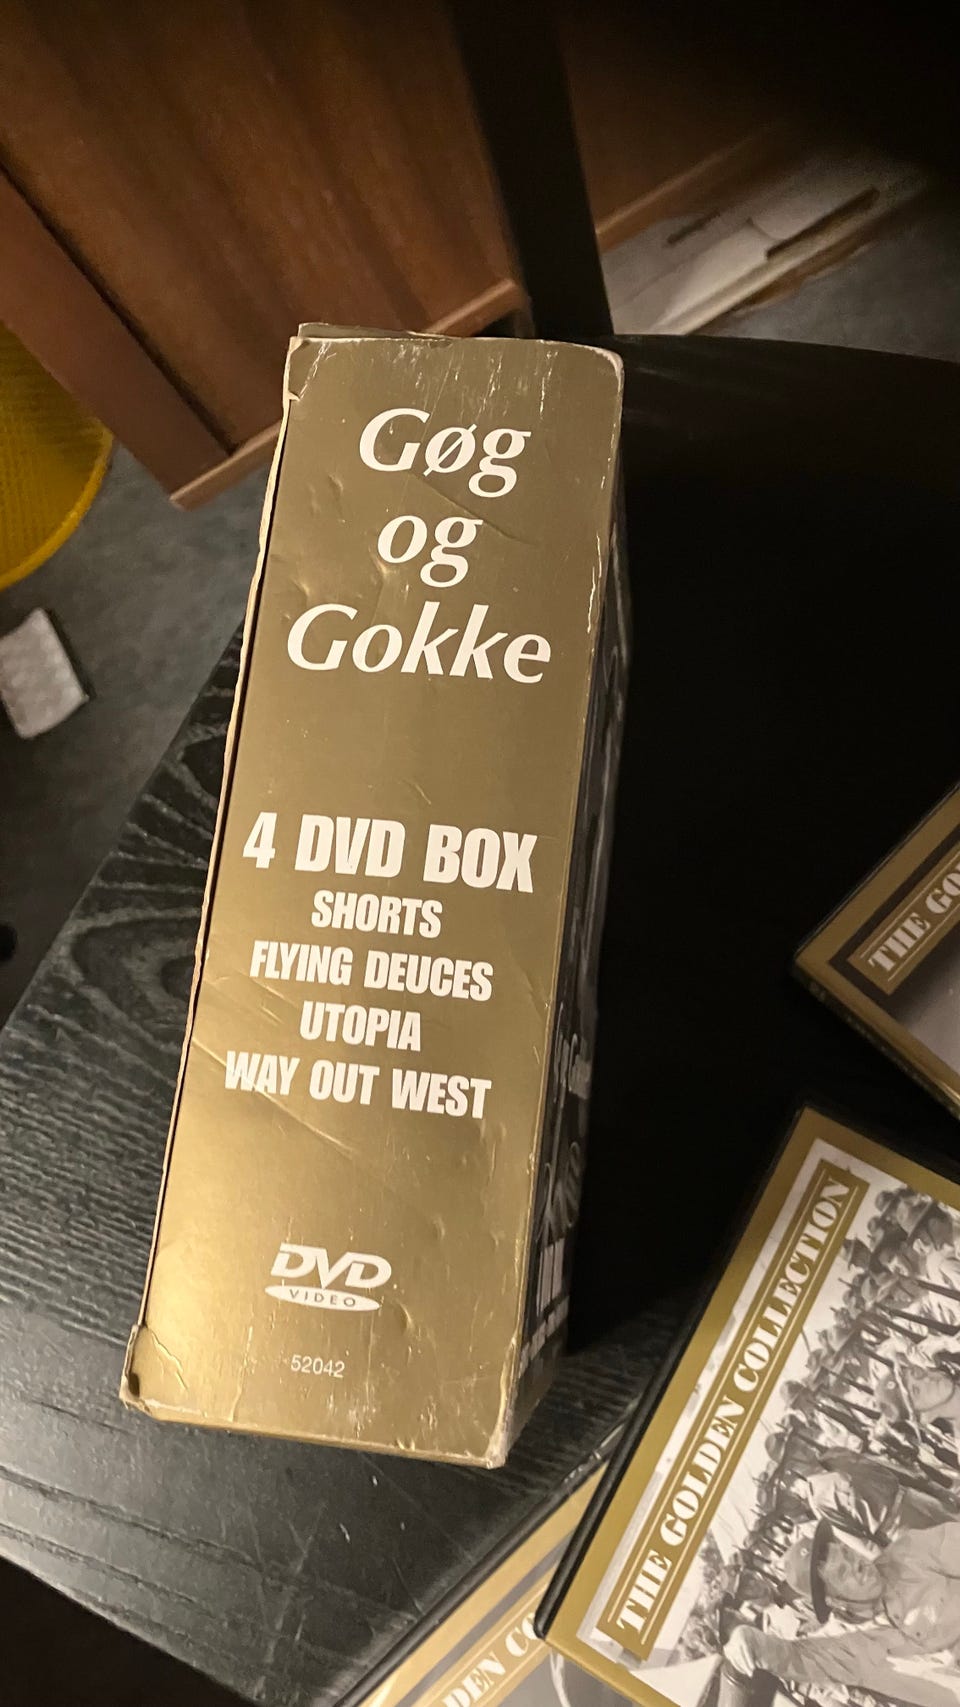 Gøg
og
Gokke
4 DVD BOX
SHORTS
FLYING DEUCES
UTOPIA
WAY OUT WEST
DVD
VIDEO
52042
THE GO
THE GOLDEN COLLECTION
DEN CO